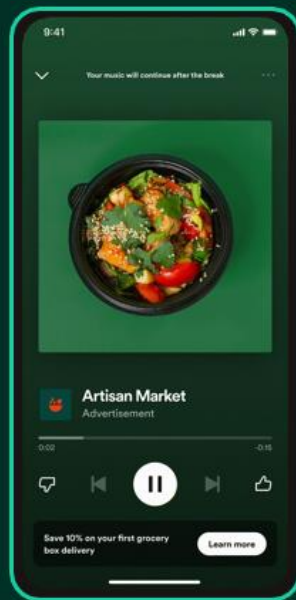 9:41
Your music will continue after the break
Artisan Market
Advertisement
0:02
-0:15
Save 10% on your first grocery
box delivery
Learn more